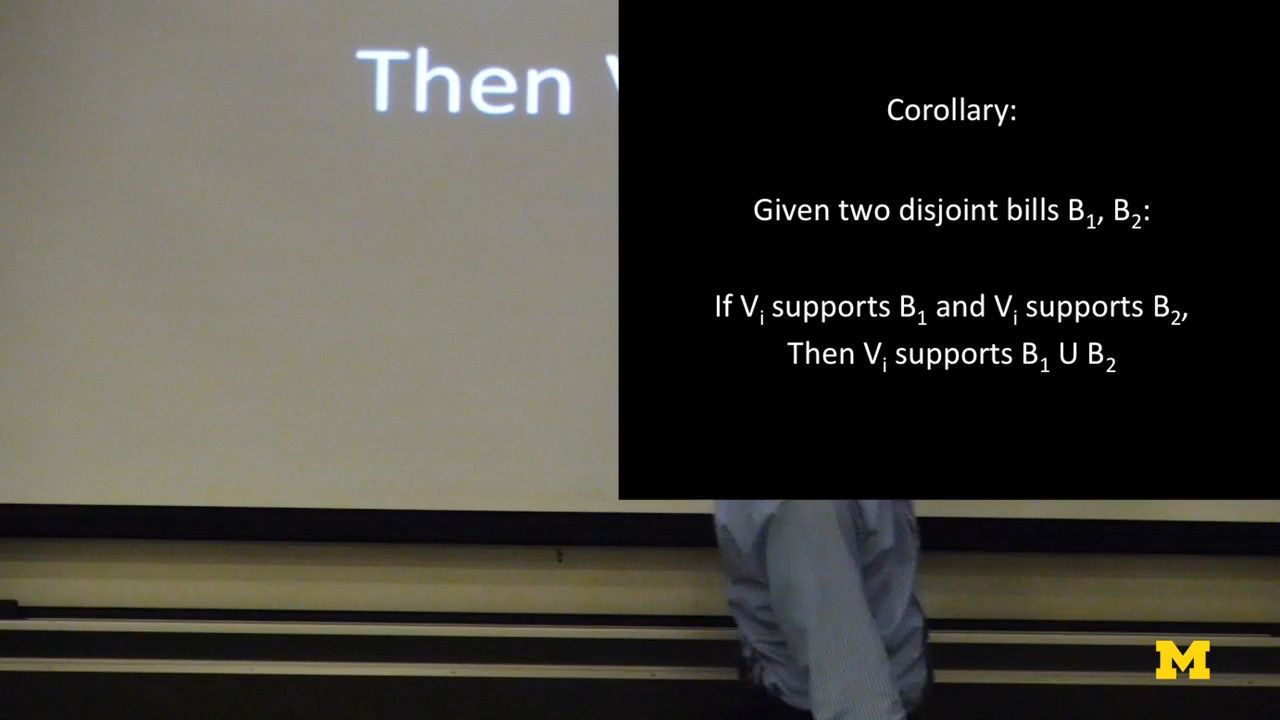 Then
Corollary:
Given two disjoint bills B₁, B₂:
If Vᵢ supports B₁ and Vᵢ supports B₂,
Then Vᵢ supports B₁ U B₂
M